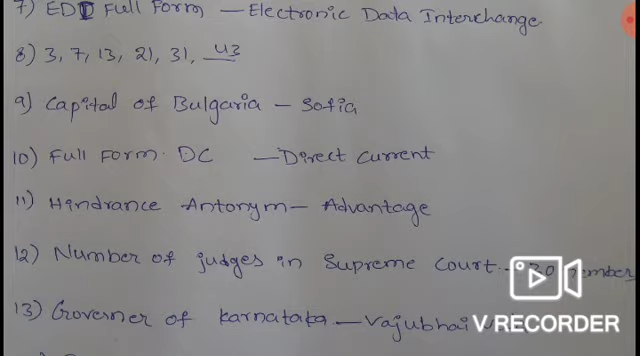 7) EDI Full Form — Electronic Data Interchange
8) 3, 7, 13, 21, 31, 43
9) Capital of Bulgaria – Sofia
10) Full Form DC — Direct Current
11) Hindrance Antonym – Advantage
12) Number of judges in Supreme Court - 30
13) Governer of Karnataka – Vajubhai
V.RECORDER